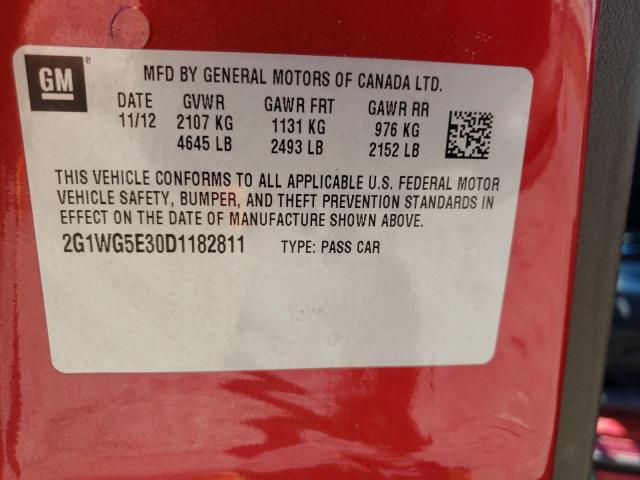 GM ®
MFD BY GENERAL MOTORS OF CANADA LTD.
DATE GVWR GAWR FRT GAWR RR
11/12 2107 KG 1131 KG 976 KG
4645 LB 2493 LB 2152 LB
THIS VEHICLE CONFORMS TO ALL APPLICABLE U.S. FEDERAL MOTOR
VEHICLE SAFETY, BUMPER, AND THEFT PREVENTION STANDARDS IN
EFFECT ON THE DATE OF MANUFACTURE SHOWN ABOVE.
2G1WG5E30D1182811 TYPE: PASS CAR